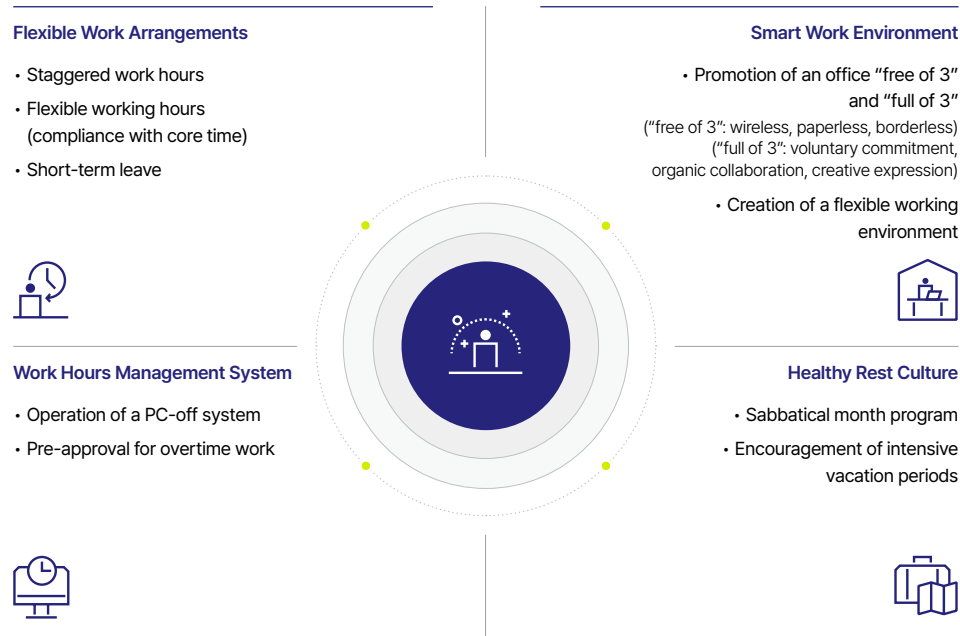 Flexible Work Arrangements
• Staggered work hours
• Flexible working hours
(compliance with core time)
• Short-term leave
Smart Work Environment
• Promotion of an office “free of 3”
and “full of 3”
(“free of 3”: wireless, paperless, borderless)
(“full of 3”: voluntary commitment,
organic collaboration, creative expression)
• Creation of a flexible working
environment
Work Hours Management System
• Operation of a PC-off system
• Pre-approval for overtime work
Healthy Rest Culture
• Sabbatical month program
• Encouragement of intensive
vacation periods